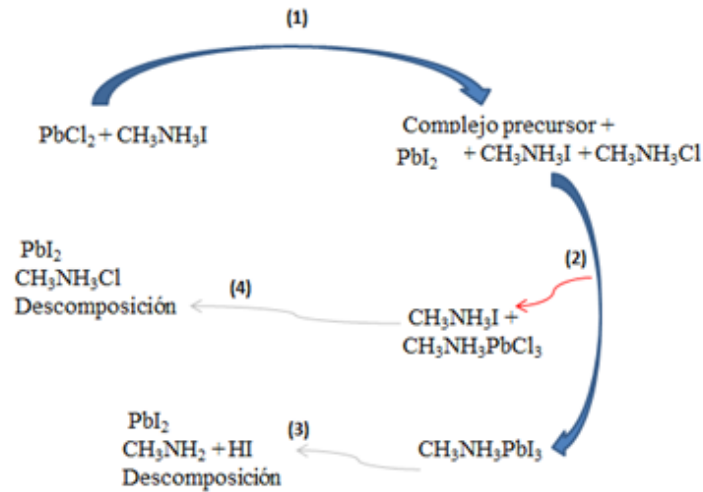 (1)
PbCl₂ + CH₃NH₃I
Complejo precursor +
PbI₂ + CH₃NH₃I + CH₃NH₃Cl
(2)
PbI₂
CH₃NH₃Cl
Descomposición
(4)
CH₃NH₃I +
CH₃NH₃PbCl₃
PbI₂
CH₃NH₂ + HI
Descomposición
(3)
CH₃NH₃PbI₃